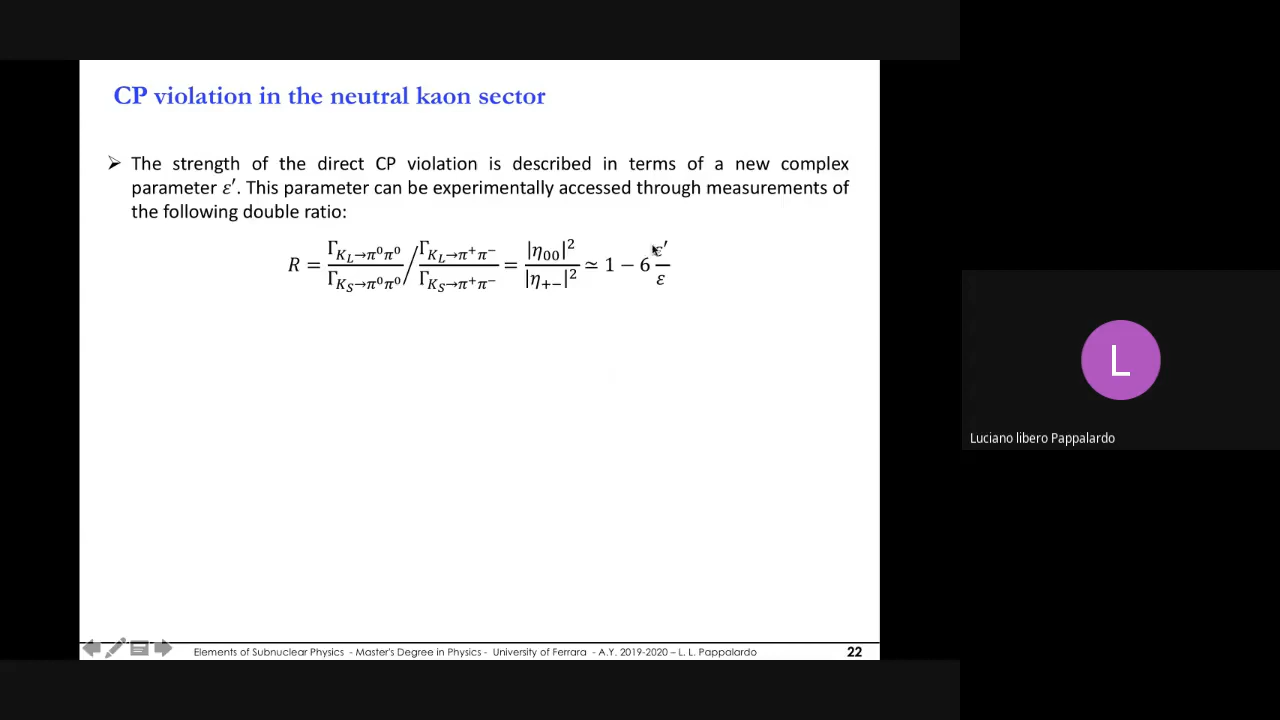 CP violation in the neutral kaon sector
➢ The strength of the direct CP violation is described in terms of a new complex
parameter ε′. This parameter can be experimentally accessed through measurements of
the following double ratio:
R = Γ_{K_L→π⁰π⁰}/Γ_{K_S→π⁰π⁰} / Γ_{K_L→π⁺π⁻}/Γ_{K_S→π⁺π⁻} = |η₀₀|²/|η₊₋|² ≃ 1 − 6 ε′/ε
L
Luciano libero Pappalardo
Elements of Subnuclear Physics - Master's Degree in Physics - University of Ferrara - A.Y. 2019-2020 – L. L. Pappalardo 22